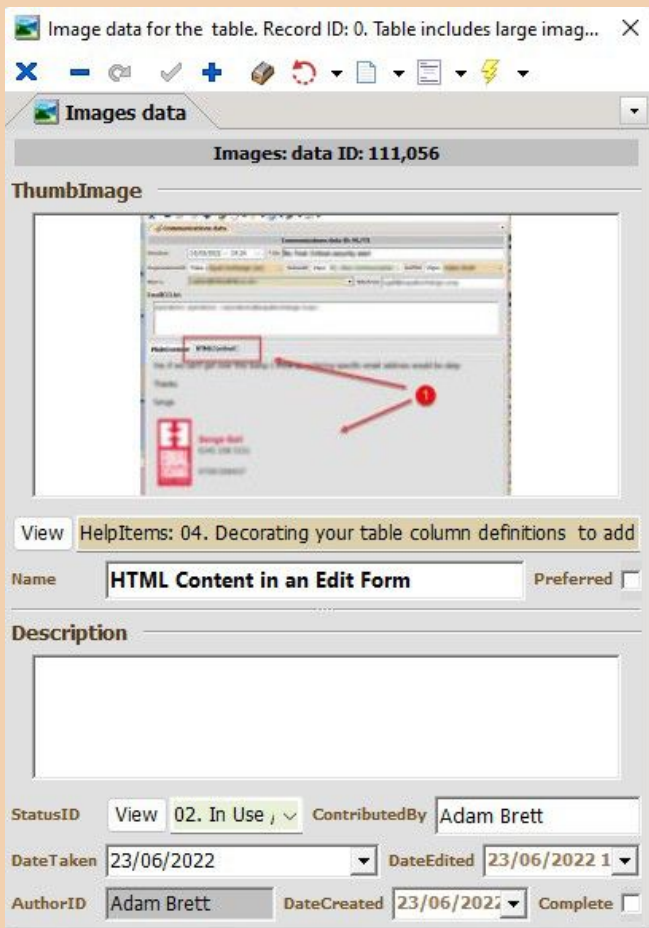 Image data for the table. Record ID: 0. Table includes large imag...
Images data
Images: data ID: 111,056
ThumbImage
HTMLContent
1
View HelpItems: 04. Decorating your table column definitions to add
Name HTML Content in an Edit Form Preferred
Description
StatusID View 02. In Use ContributedBy Adam Brett
DateTaken 23/06/2022 DateEdited 23/06/2022 1
AuthorID Adam Brett DateCreated 23/06/202 Complete